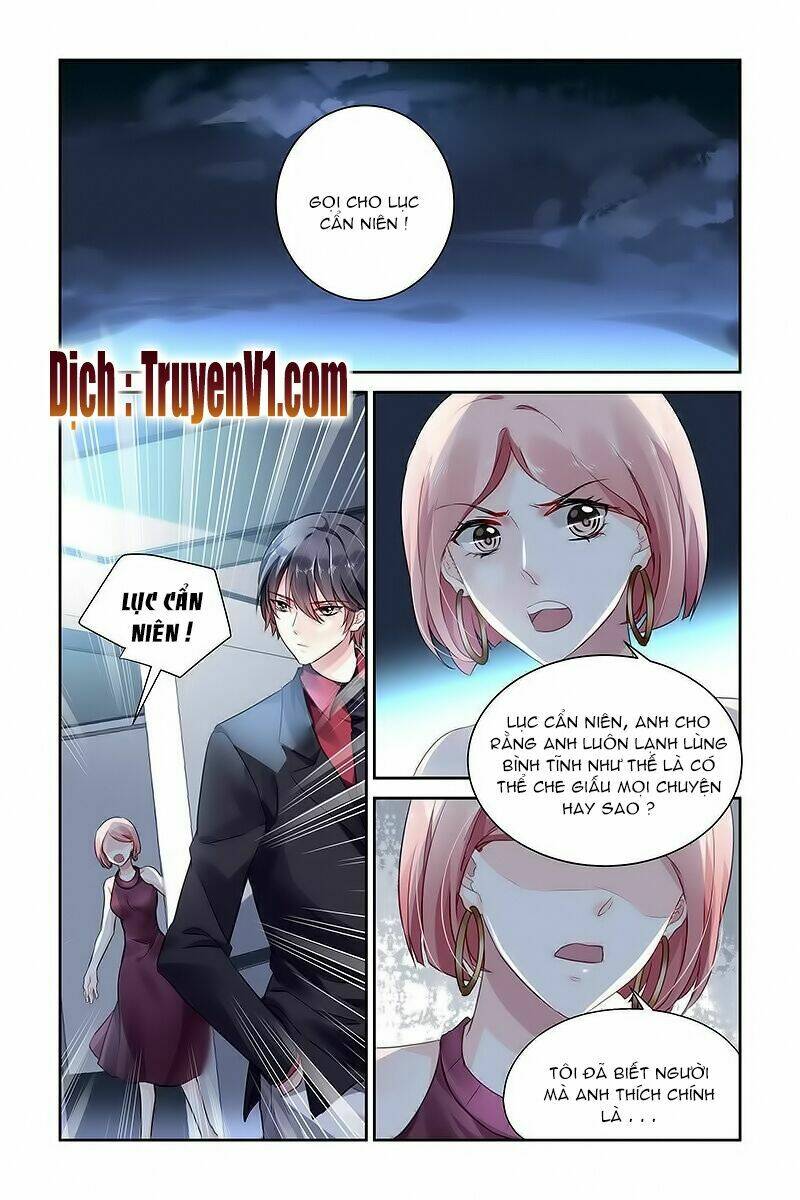 GỌI CHO LỤC
CẨN NIÊN !
Dịch : TruyenV1.com
LỤC CẨN
NIÊN !
LỤC CẨN NIÊN, ANH CHO
RẰNG ANH LUÔN LẠNH LÙNG
BÌNH TĨNH NHƯ THẾ LÀ CÓ
THỂ CHE GIẤU MỌI CHUYỆN
HAY SAO ?
TÔI ĐÃ BIẾT NGƯỜI
MÀ ANH THÍCH CHÍNH
LÀ . . .